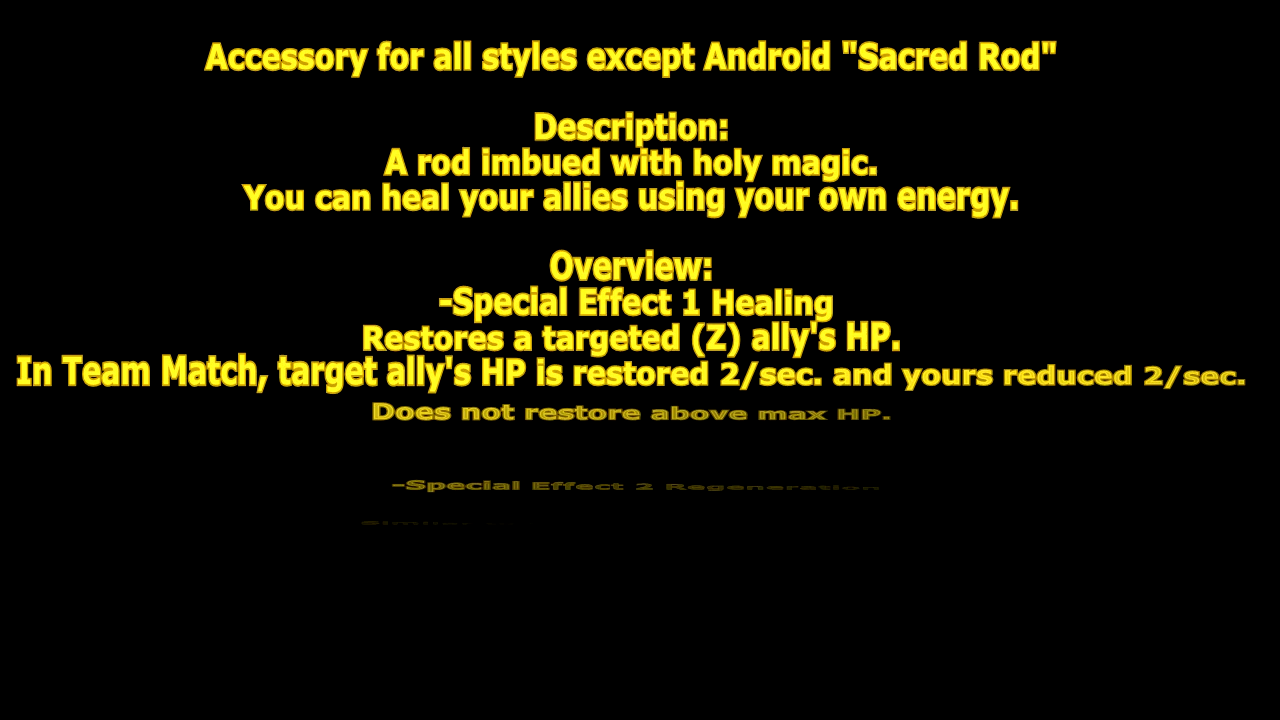 Accessory for all styles except Android "Sacred Rod"
Description:
A rod imbued with holy magic.
You can heal your allies using your own energy.
Overview:
-Special Effect 1 Healing
Restores a targeted (Z) ally's HP.
In Team Match, target ally's HP is restored 2/sec. and yours reduced 2/sec.
Does not restore above max HP.
-Special Effect 2 Regeneration